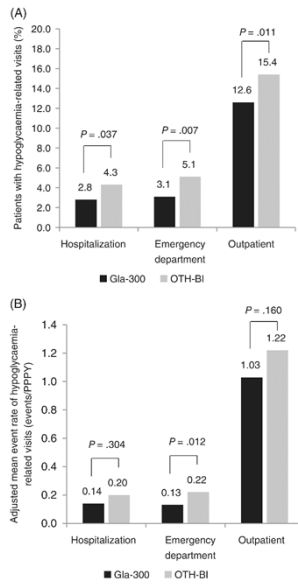 (A)
Patients with hypoglycaemia-related visits (%)
20.0
18.0
16.0
14.0
12.0
10.0
8.0
6.0
4.0
2.0
0.0
P = .037
2.8
4.3
P = .007
3.1
5.1
P = .011
12.6
15.4
Hospitalization
Emergency
department
Outpatient
Gla-300
OTH-BI
(B)
Adjusted mean event rate of hypoglycaemia-
related visits (events/PPPY)
1.4
1.2
1.0
0.8
0.6
0.4
0.2
0.0
P = .304
0.14
0.20
P = .012
0.13
0.22
P = .160
1.03
1.22
Hospitalization
Emergency
department
Outpatient
Gla-300
OTH-BI